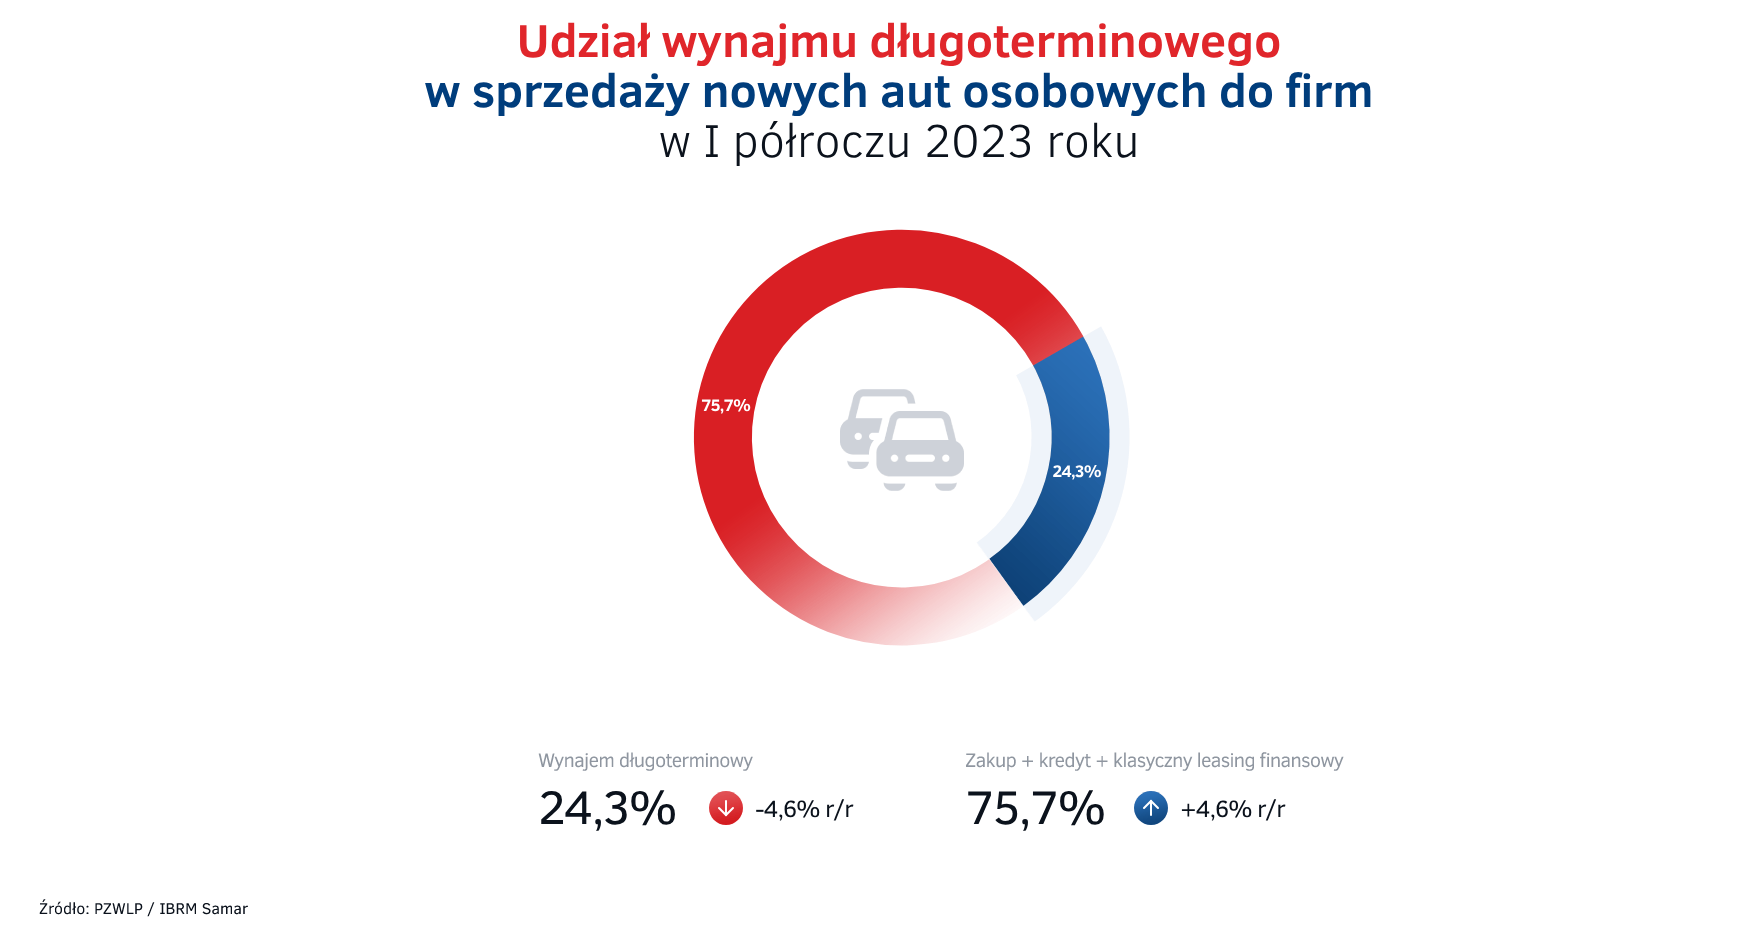 Udział wynajmu długoterminowego
w sprzedaży nowych aut osobowych do firm
w I półroczu 2023 roku
75,7%
24,3%
Wynajem długoterminowy
24,3%
-4,6% r/r
Zakup + kredyt + klasyczny leasing finansowy
75,7%
+4,6% r/r
Źródło: PZWLP / IBRM Samar